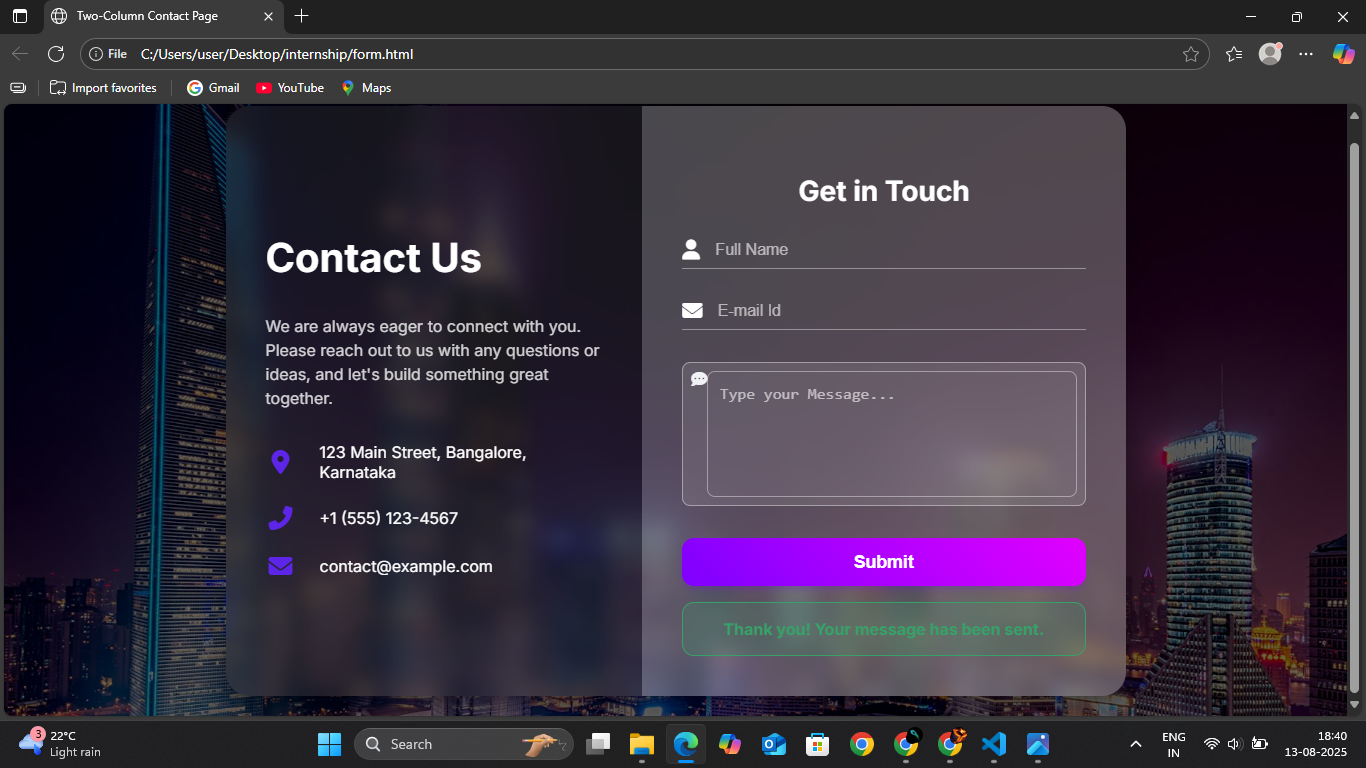 Two-Column Contact Page
File
C:/Users/user/Desktop/internship/form.html
Import favorites
Gmail
YouTube
Maps
Contact Us
We are always eager to connect with you.
Please reach out to us with any questions or
ideas, and let's build something great
together.
123 Main Street, Bangalore,
Karnataka
+1 (555) 123-4567
contact@example.com
Get in Touch
Full Name
E-mail Id
Type your Message...
Submit
Thank you! Your message has been sent.
3
22°C
Light rain
Search
ENG
IN
18:40
13-08-2025